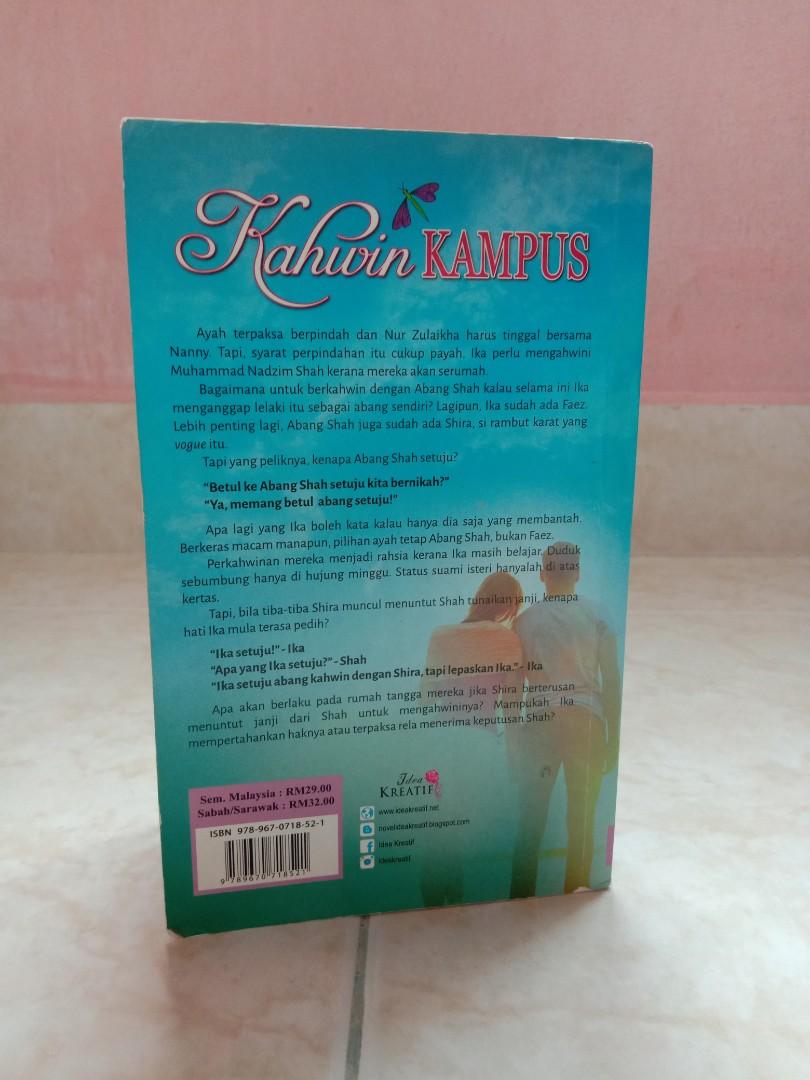 Kahwin KAMPUS
Ayah terpaksa berpindah dan Nur Zulaikha harus tinggal bersama
Nanny. Tapi, syarat perpindahan itu cukup payah. Ika perlu mengahwini
Muhammad Nadzim Shah kerana mereka akan serumah.
Bagaimana untuk berkahwin dengan Abang Shah kalau selama ini Ika
menganggap lelaki itu sebagai abang sendiri? Lagipun, Ika sudah ada Faez.
Lebih penting lagi, Abang Shah juga sudah ada Shira, si rambut karat yang
vogue itu.
Tapi yang peliknya, kenapa Abang Shah setuju?
“Betul ke Abang Shah setuju kita bernikah?”
“Ya, memang betul abang setuju!”
Apa lagi yang Ika boleh kata kalau hanya dia saja yang membantah.
Berkeras macam manapun, pilihan ayah tetap Abang Shah, bukan Faez.
Perkahwinan mereka menjadi rahsia kerana Ika masih belajar. Duduk
sebumbung hanya di hujung minggu. Status suami isteri hanyalah di atas
kertas.
Tapi, bila tiba-tiba Shira muncul menuntut Shah tunaikan janji, kenapa
hati Ika mula terasa pedih?
“Ika setuju!” - Ika
“Apa yang Ika setuju?” - Shah
“Ika setuju abang kahwin dengan Shira, tapi lepaskan Ika.” - Ika
Apa akan berlaku pada rumah tangga mereka jika Shira berterusan
menuntut janji dari Shah untuk mengahwininya? Mampukah Ika
mempertahankan haknya atau terpaksa rela menerima keputusan Shah?
Sem. Malaysia : RM29.00
Sabah/Sarawak : RM32.00
ISBN 978-967-0718-52-1
9 789670 718521
Idea
KREATIF
www.ideakreatif.net
novelideakreatif.blogspot.com
Idea Kreatif
ideakreatif